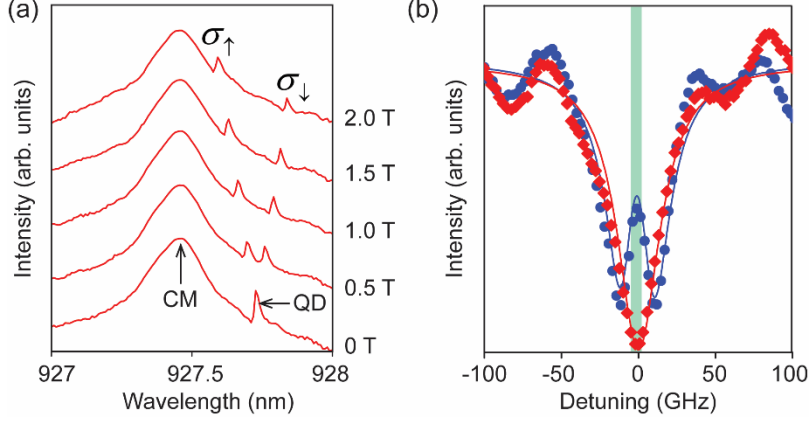 (a)
σ↑
σ↓
2.0 T
1.5 T
1.0 T
0.5 T
0 T
CM
QD
Intensity (arb. units)
927
927.5
928
Wavelength (nm)
(b)
Intensity (arb. units)
-100
-50
0
50
100
Detuning (GHz)